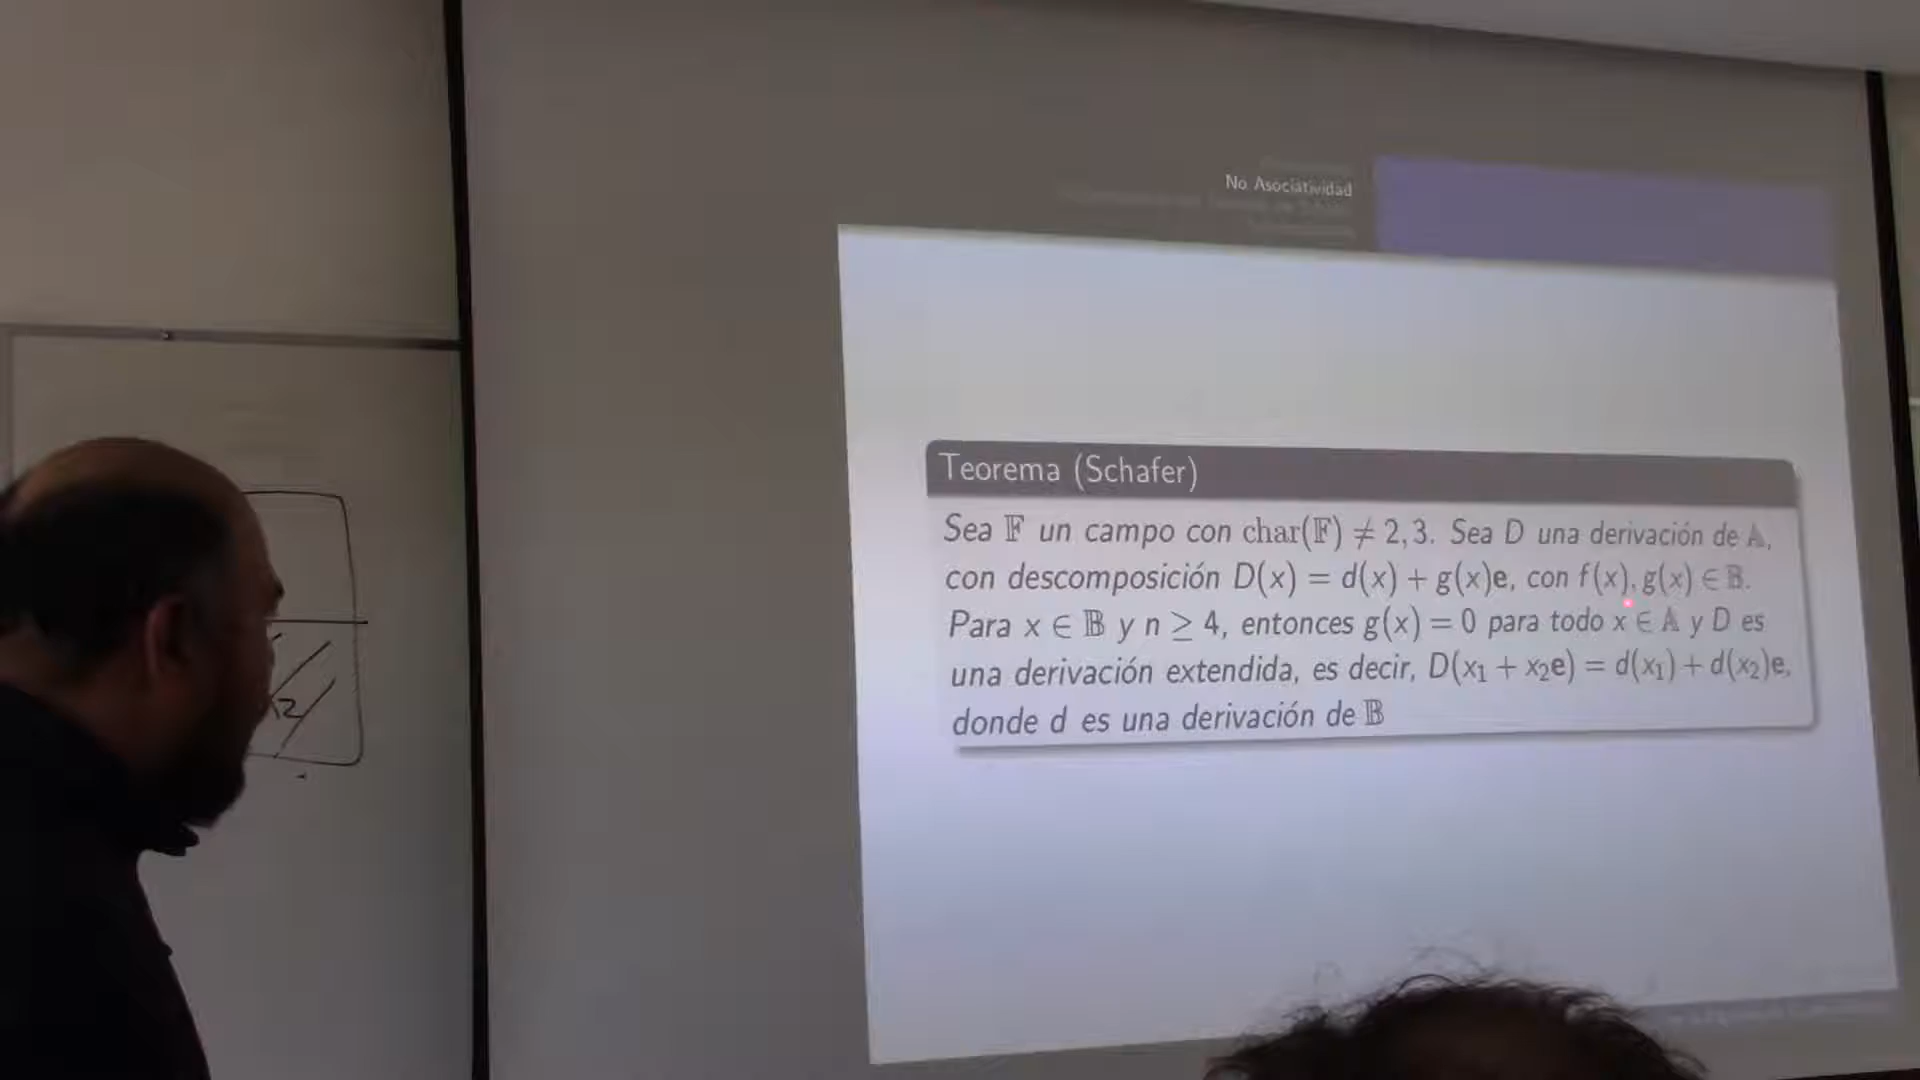 No Asociatividad
Teorema (Schafer)
Sea 𝔽 un campo con char(𝔽) ≠ 2, 3. Sea D una derivación de 𝔸,
con descomposición D(x) = d(x) + g(x)e, con f(x), g(x) ∈ 𝔹.
Para x ∈ 𝔹 y n ≥ 4, entonces g(x) = 0 para todo x ∈ 𝔸 y D es
una derivación extendida, es decir, D(x₁ + x₂e) = d(x₁) + d(x₂)e,
donde d es una derivación de 𝔹
2